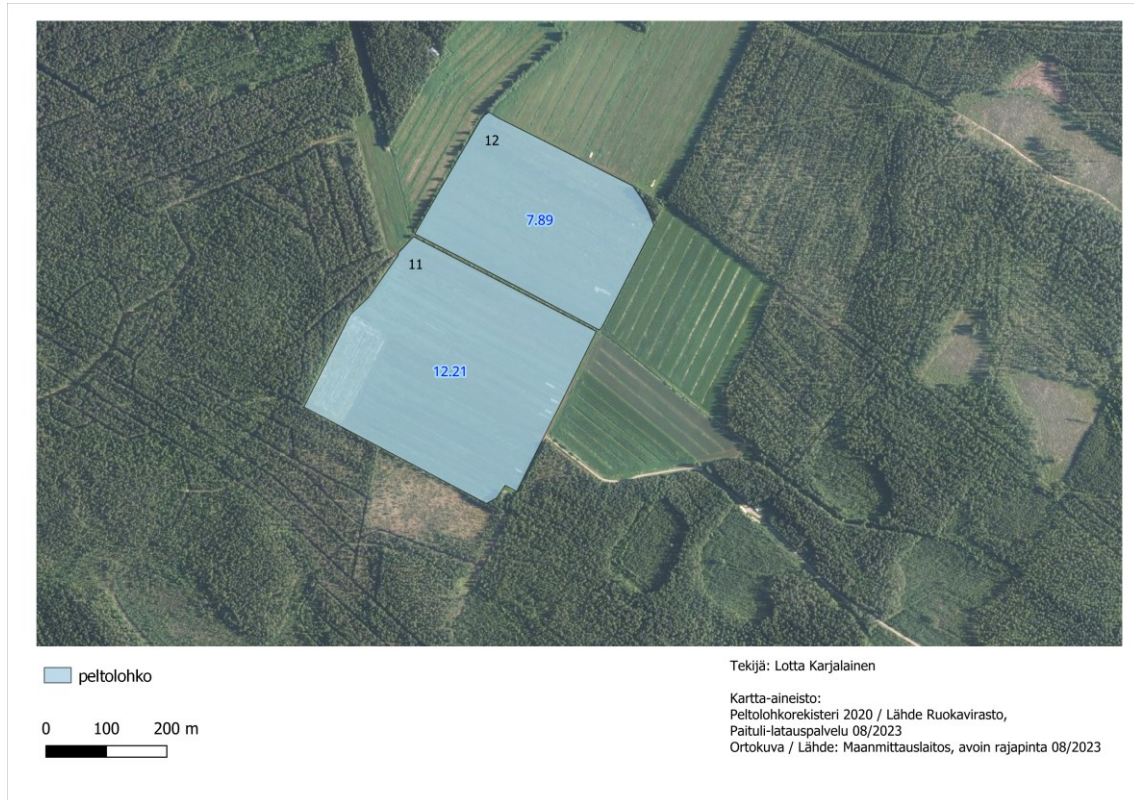 12
7.89
11
12.21
peltolohko
0 100 200 m
Tekijä: Lotta Karjalainen
Kartta-aineisto:
Peltolohkorekisteri 2020 / Lähde Ruokavirasto,
Paituli-latauspalvelu 08/2023
Ortokuva / Lähde: Maanmittauslaitos, avoin rajapinta 08/2023